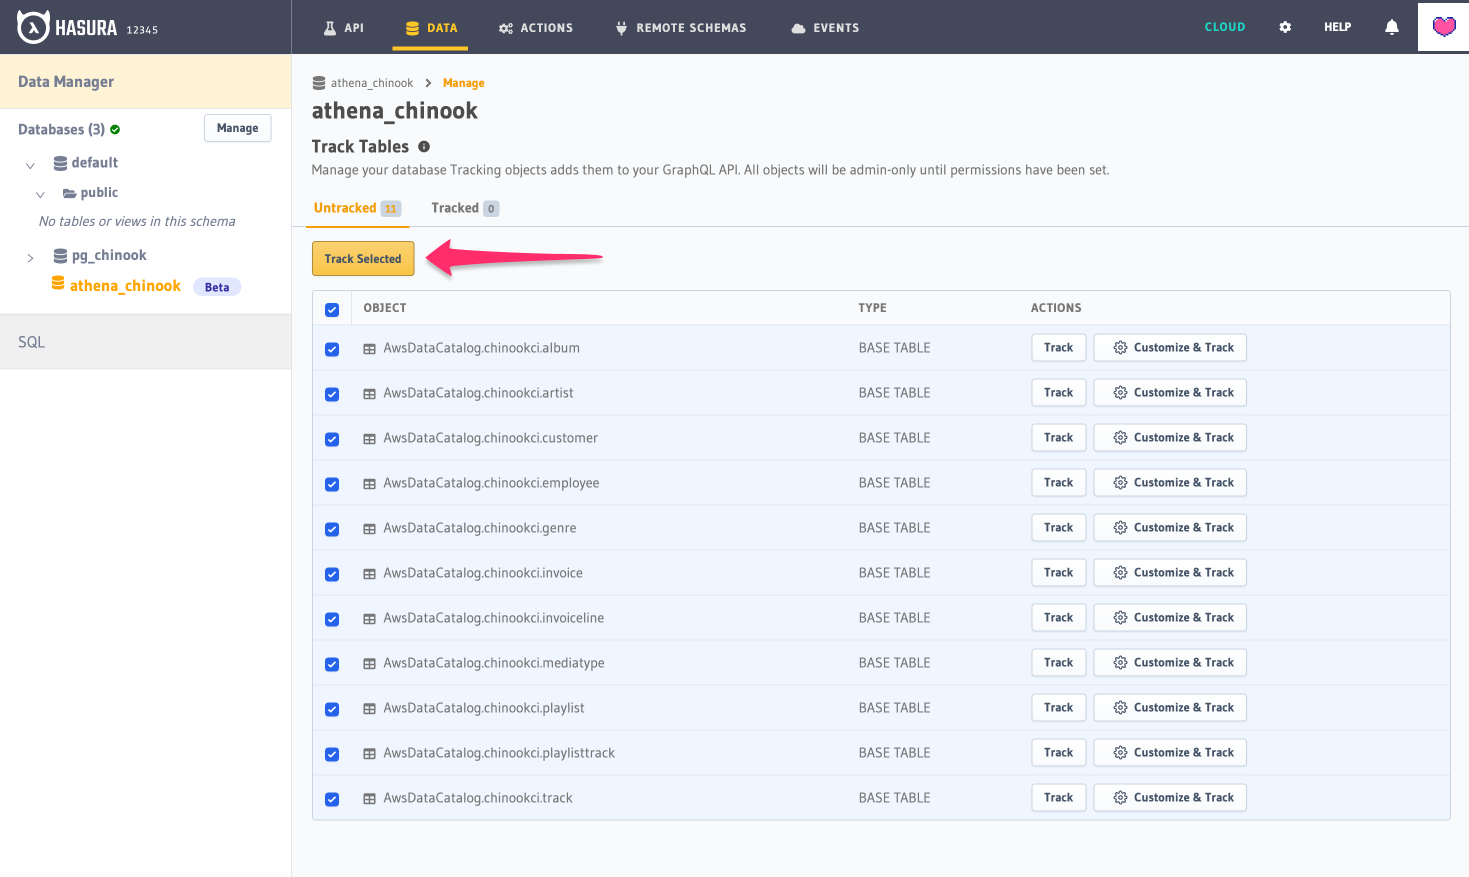 HASURA 12345
API
DATA
ACTIONS
REMOTE SCHEMAS
EVENTS
CLOUD
HELP
Data Manager
Databases (3)
Manage
default
public
No tables or views in this schema
pg_chinook
athena_chinook Beta
SQL
athena_chinook > Manage
athena_chinook
Track Tables
Manage your database Tracking objects adds them to your GraphQL API. All objects will be admin-only until permissions have been set.
Untracked 11 Tracked 0
Track Selected
OBJECT TYPE ACTIONS
AwsDataCatalog.chinookci.album BASE TABLE Track Customize & Track
AwsDataCatalog.chinookci.artist BASE TABLE Track Customize & Track
AwsDataCatalog.chinookci.customer BASE TABLE Track Customize & Track
AwsDataCatalog.chinookci.employee BASE TABLE Track Customize & Track
AwsDataCatalog.chinookci.genre BASE TABLE Track Customize & Track
AwsDataCatalog.chinookci.invoice BASE TABLE Track Customize & Track
AwsDataCatalog.chinookci.invoiceline BASE TABLE Track Customize & Track
AwsDataCatalog.chinookci.mediatype BASE TABLE Track Customize & Track
AwsDataCatalog.chinookci.playlist BASE TABLE Track Customize & Track
AwsDataCatalog.chinookci.playlisttrack BASE TABLE Track Customize & Track
AwsDataCatalog.chinookci.track BASE TABLE Track Customize & Track